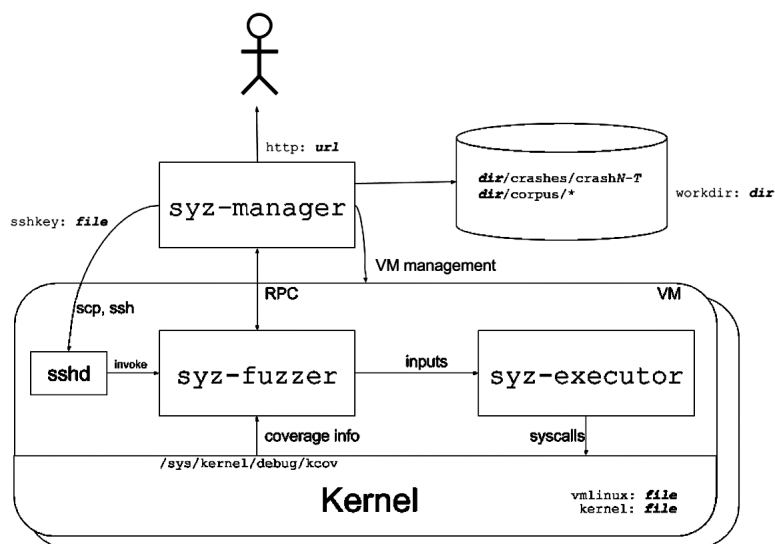 http: url
dir/crashes/crashN-T
dir/corpus/*
workdir: dir
syz-manager
sshkey: file
VM management
RPC
VM
scp, ssh
sshd
invoke
syz-fuzzer
inputs
syz-executor
coverage info
syscalls
/sys/kernel/debug/kcov
Kernel
vmlinux: file
kernel: file